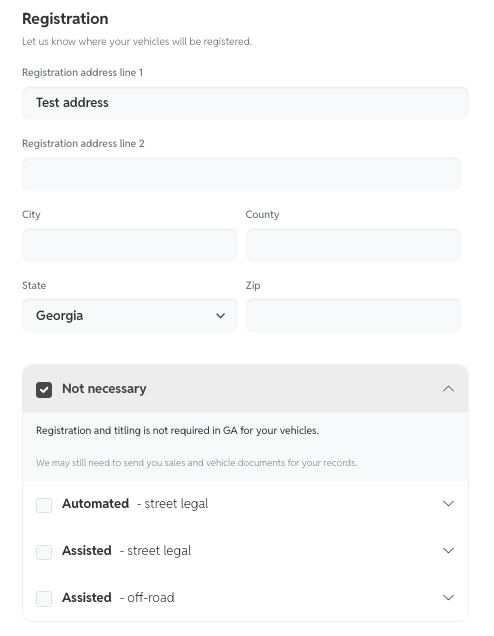 Registration
Let us know where your vehicles will be registered.
Registration address line 1
Test address
Registration address line 2
City
County
State
Zip
Georgia
Not necessary
Registration and titling is not required in GA for your vehicles.
We may still need to send you sales and vehicle documents for your records.
Automated - street legal
Assisted - street legal
Assisted - off-road